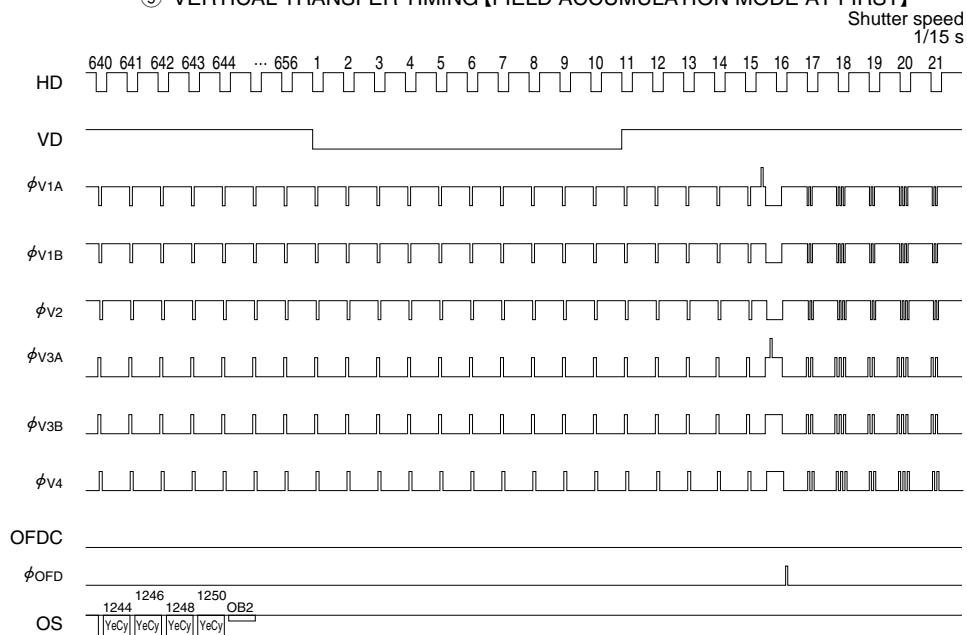 ⑤ VERTICAL TRANSFER TIMING【FIELD ACCUMULATION MODE AT FIRST】
Shutter speed
1/15 s
640 641 642 643 644 ··· 656 1 2 3 4 5 6 7 8 9 10 11 12 13 14 15 16 17 18 19 20 21
HD
VD
ϕV1A
ϕV1B
ϕV2
ϕV3A
ϕV3B
ϕV4
OFDC
ϕOFD
1246 1250
1244 1248 OB2
OS YeCy YeCy YeCy YeCy